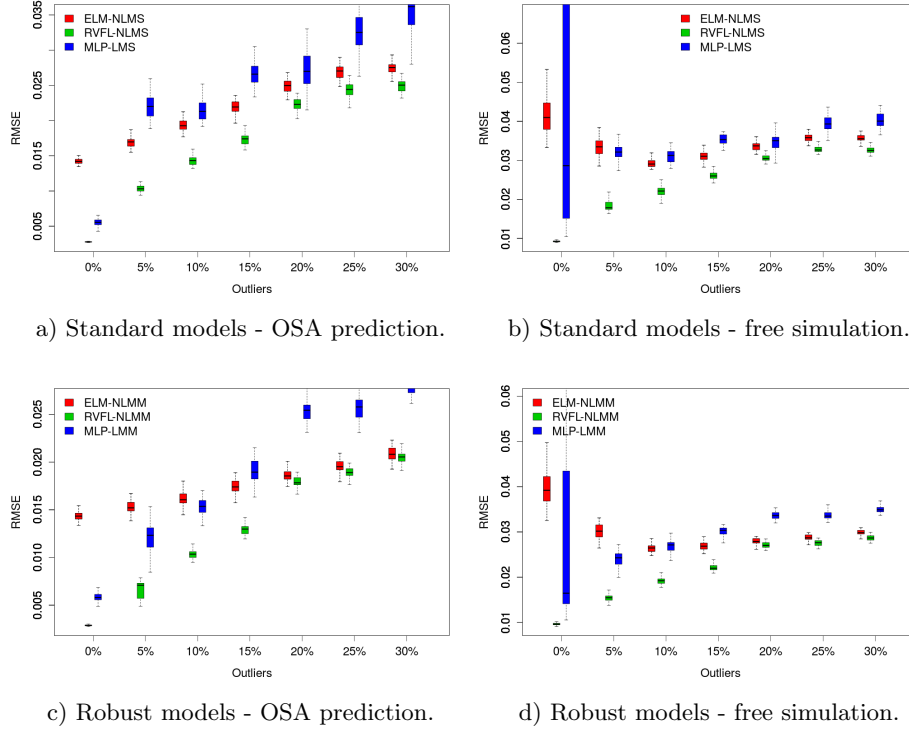 ELM-NLMS
RVFL-NLMS
MLP-LMS
RMSE
0.005 0.015 0.025 0.035
0% 5% 10% 15% 20% 25% 30%
Outliers
a) Standard models - OSA prediction.
ELM-NLMS
RVFL-NLMS
MLP-LMS
RMSE
0.01 0.02 0.03 0.04 0.05 0.06
0% 5% 10% 15% 20% 25% 30%
Outliers
b) Standard models - free simulation.
ELM-NLMM
RVFL-NLMM
MLP-LMM
RMSE
0.005 0.010 0.015 0.020 0.025
0% 5% 10% 15% 20% 25% 30%
Outliers
c) Robust models - OSA prediction.
ELM-NLMM
RVFL-NLMM
MLP-LMM
RMSE
0.01 0.02 0.03 0.04 0.05 0.06
0% 5% 10% 15% 20% 25% 30%
Outliers
d) Robust models - free simulation.